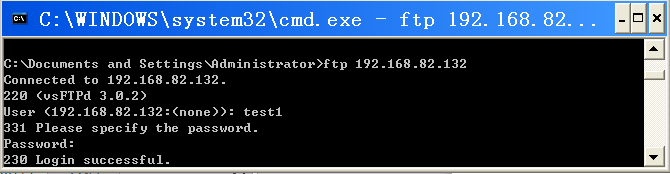 C:\WINDOWS\system32\cmd.exe - ftp 192.168.82...
C:\Documents and Settings\Administrator>ftp 192.168.82.132
Connected to 192.168.82.132.
220 (vsFTPd 3.0.2)
User (192.168.82.132:(none)): test1
331 Please specify the password.
Password:
230 Login successful.